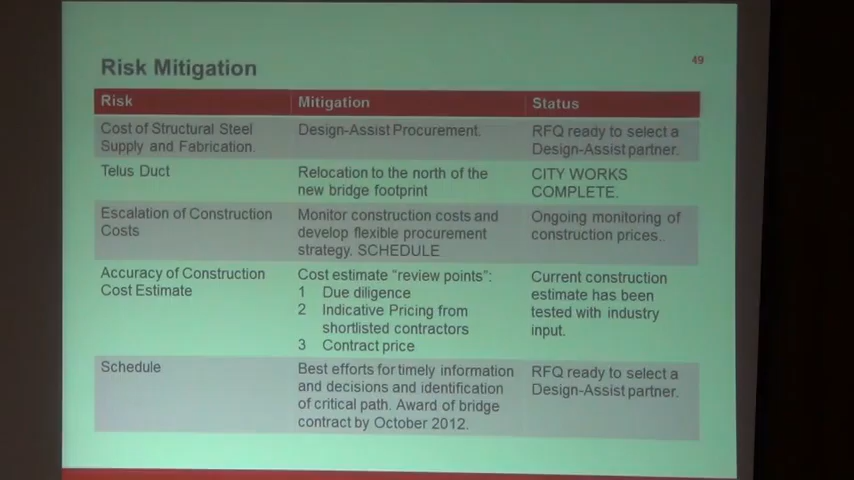 49
Risk Mitigation
Risk Mitigation Status
Cost of Structural Steel
Supply and Fabrication.
Design-Assist Procurement.
RFQ ready to select a
Design-Assist partner.
Telus Duct
Relocation to the north of the
new bridge footprint
CITY WORKS
COMPLETE.
Escalation of Construction
Costs
Monitor construction costs and
develop flexible procurement
strategy. SCHEDULE
Ongoing monitoring of
construction prices..
Accuracy of Construction
Cost Estimate
Cost estimate “review points”:
1 Due diligence
2 Indicative Pricing from
shortlisted contractors
3 Contract price
Current construction
estimate has been
tested with industry
input.
Schedule
Best efforts for timely information
and decisions and identification
of critical path. Award of bridge
contract by October 2012.
RFQ ready to select a
Design-Assist partner.